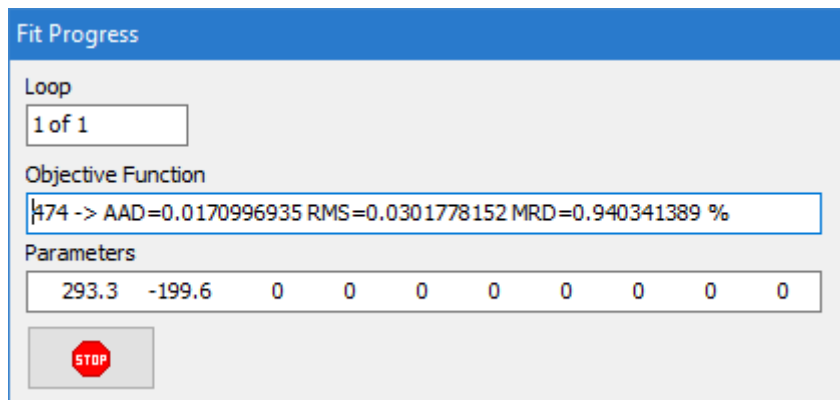 Fit Progress
Loop
1 of 1
Objective Function
474 -> AAD=0.0170996935 RMS=0.0301778152 MRD=0.940341389 %
Parameters
293.3 -199.6 0 0 0 0 0 0 0 0
STOP